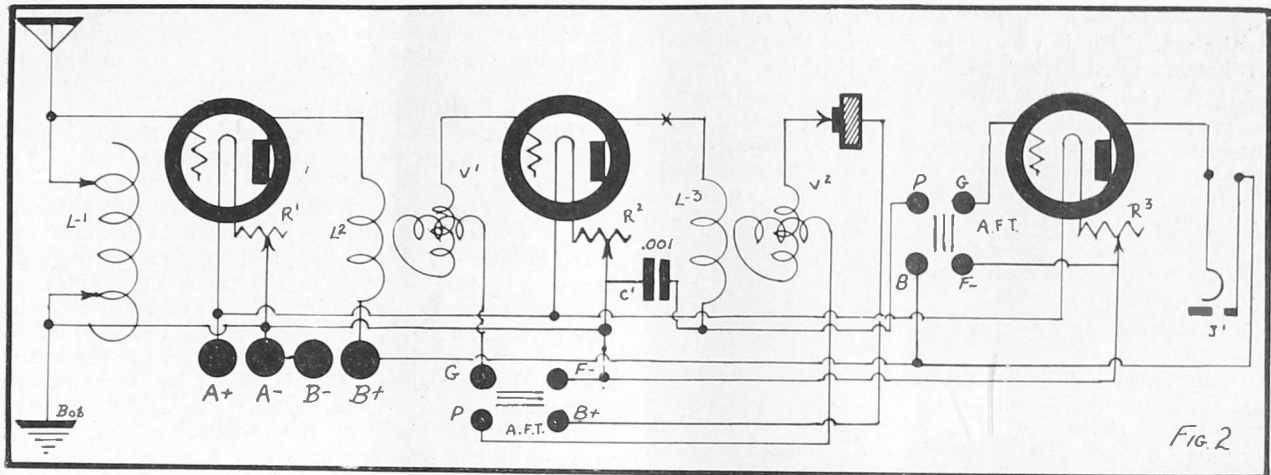 L-1
R¹
L²
V¹
R²
.001
C¹
L-3
V²
P G
A.F.T.
B F-
R³
J¹
A+ A- B- B+
G F-
P B+
A.F.T.
Bob
FIG. 2